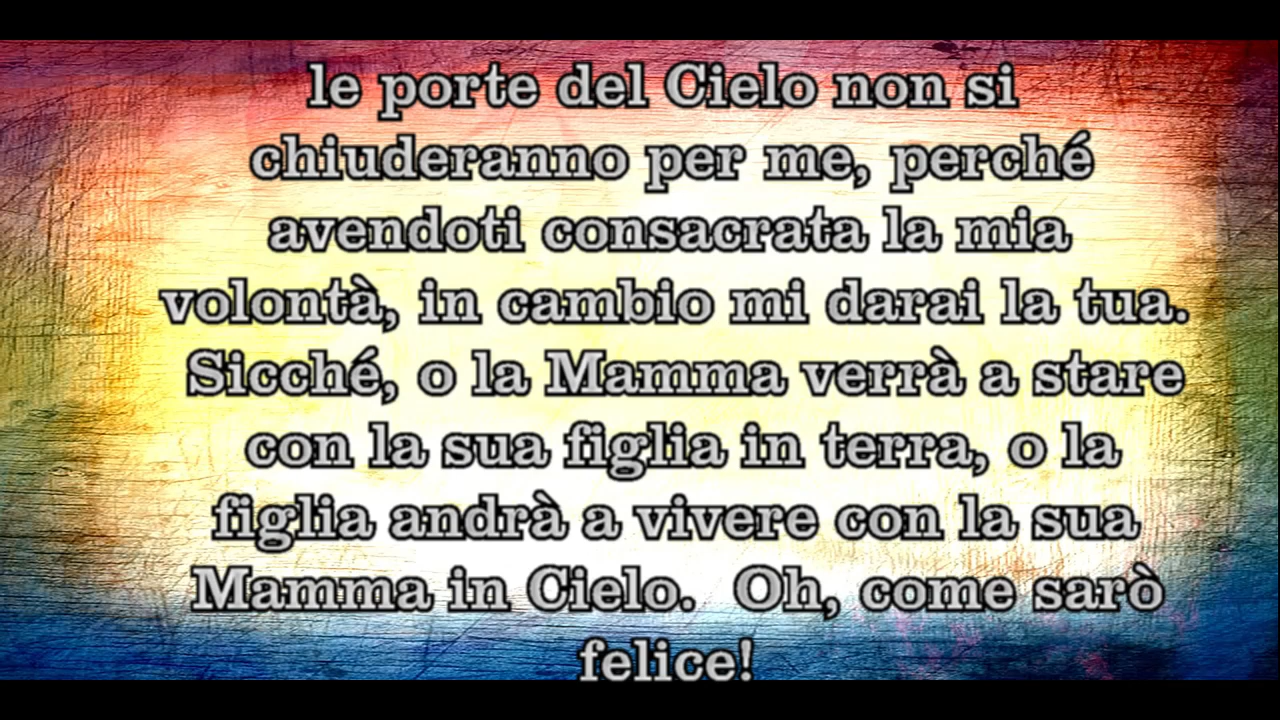 le porte del Cielo non si
chiuderanno per me, perché
avendoti consacrata la mia
volontà, in cambio mi darai la tua.
Sicché, o la Mamma verrà a stare
con la sua figlia in terra, o la
figlia andrà a vivere con la sua
Mamma in Cielo.  Oh, come sarò
felice!